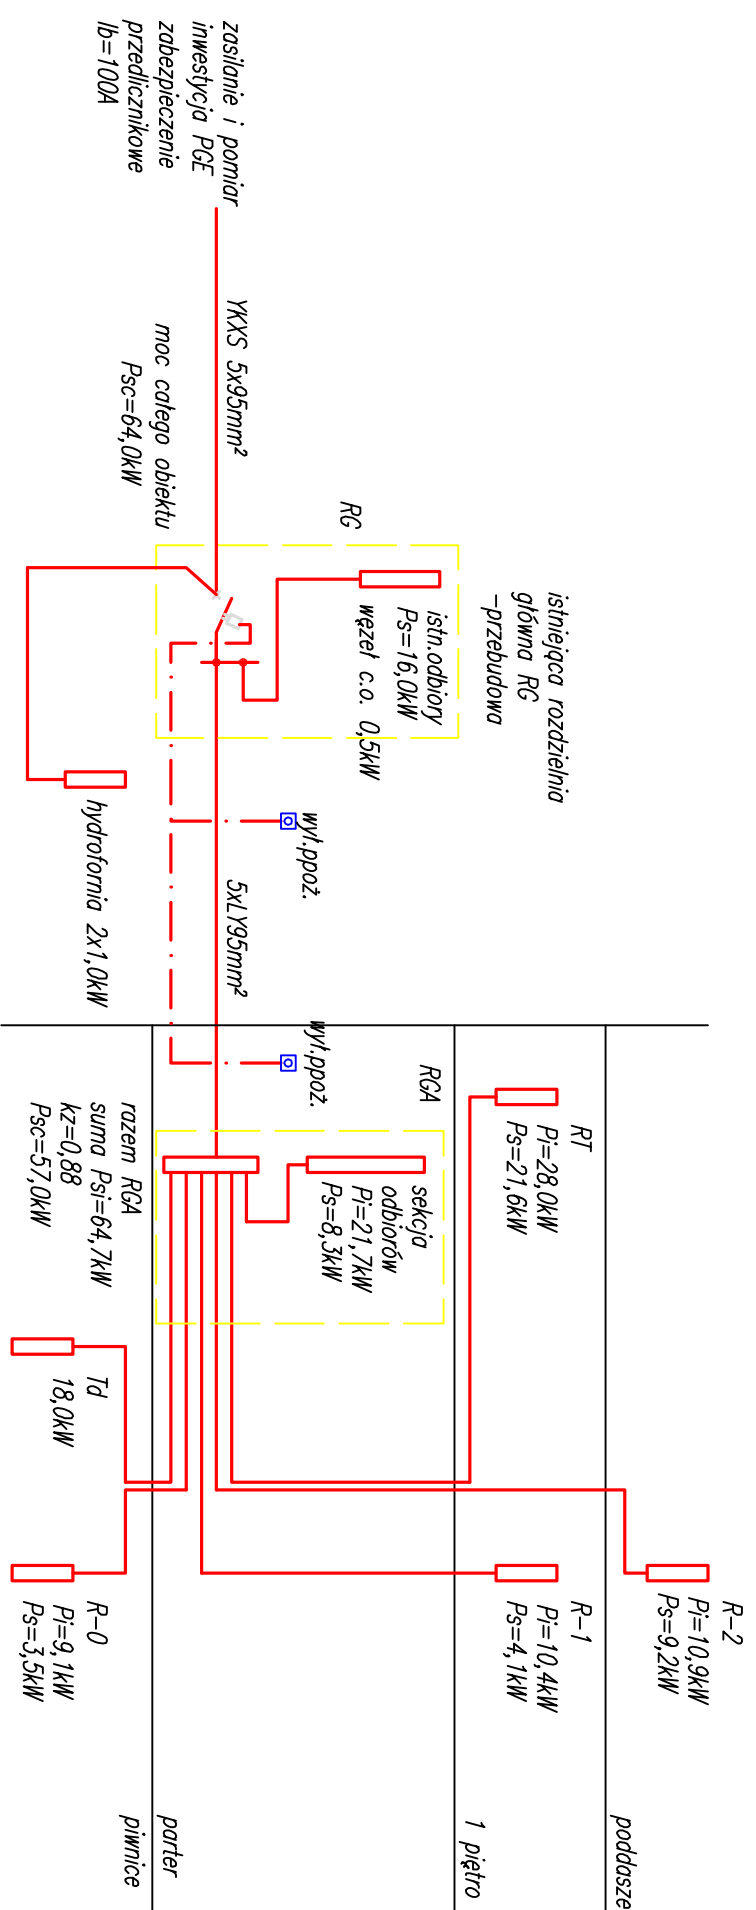 zasilanie i pomiar
inwestycja PGE
zabezpieczenie
przedlicznikowe
Ib=100A
YKXS 5x95mm²
moc całego obiektu
Psc=64,0kW
RG
istniejąca rozdzielnia
główna RG
-przebudowa
istn.odbiory
Ps=16,0kW
węzeł c.o. 0,5kW
hydrofornia 2x1,0kW
wył.ppoż.
5xLY95mm²
wył.ppoż.
RGA
razem RGA
suma Psi=64,7kW
kz=0,88
Psc=57,0kW
sekcja
odbiorów
Pi=21,7kW
Ps=8,3kW
RT
Pi=28,0kW
Ps=21,6kW
Td
18,0kW
R-0
Pi=9,1kW
Ps=3,5kW
R-1
Pi=10,4kW
Ps=4,1kW
R-2
Pi=10,9kW
Ps=9,2kW
poddasze
1 piętro
parter
piwnice